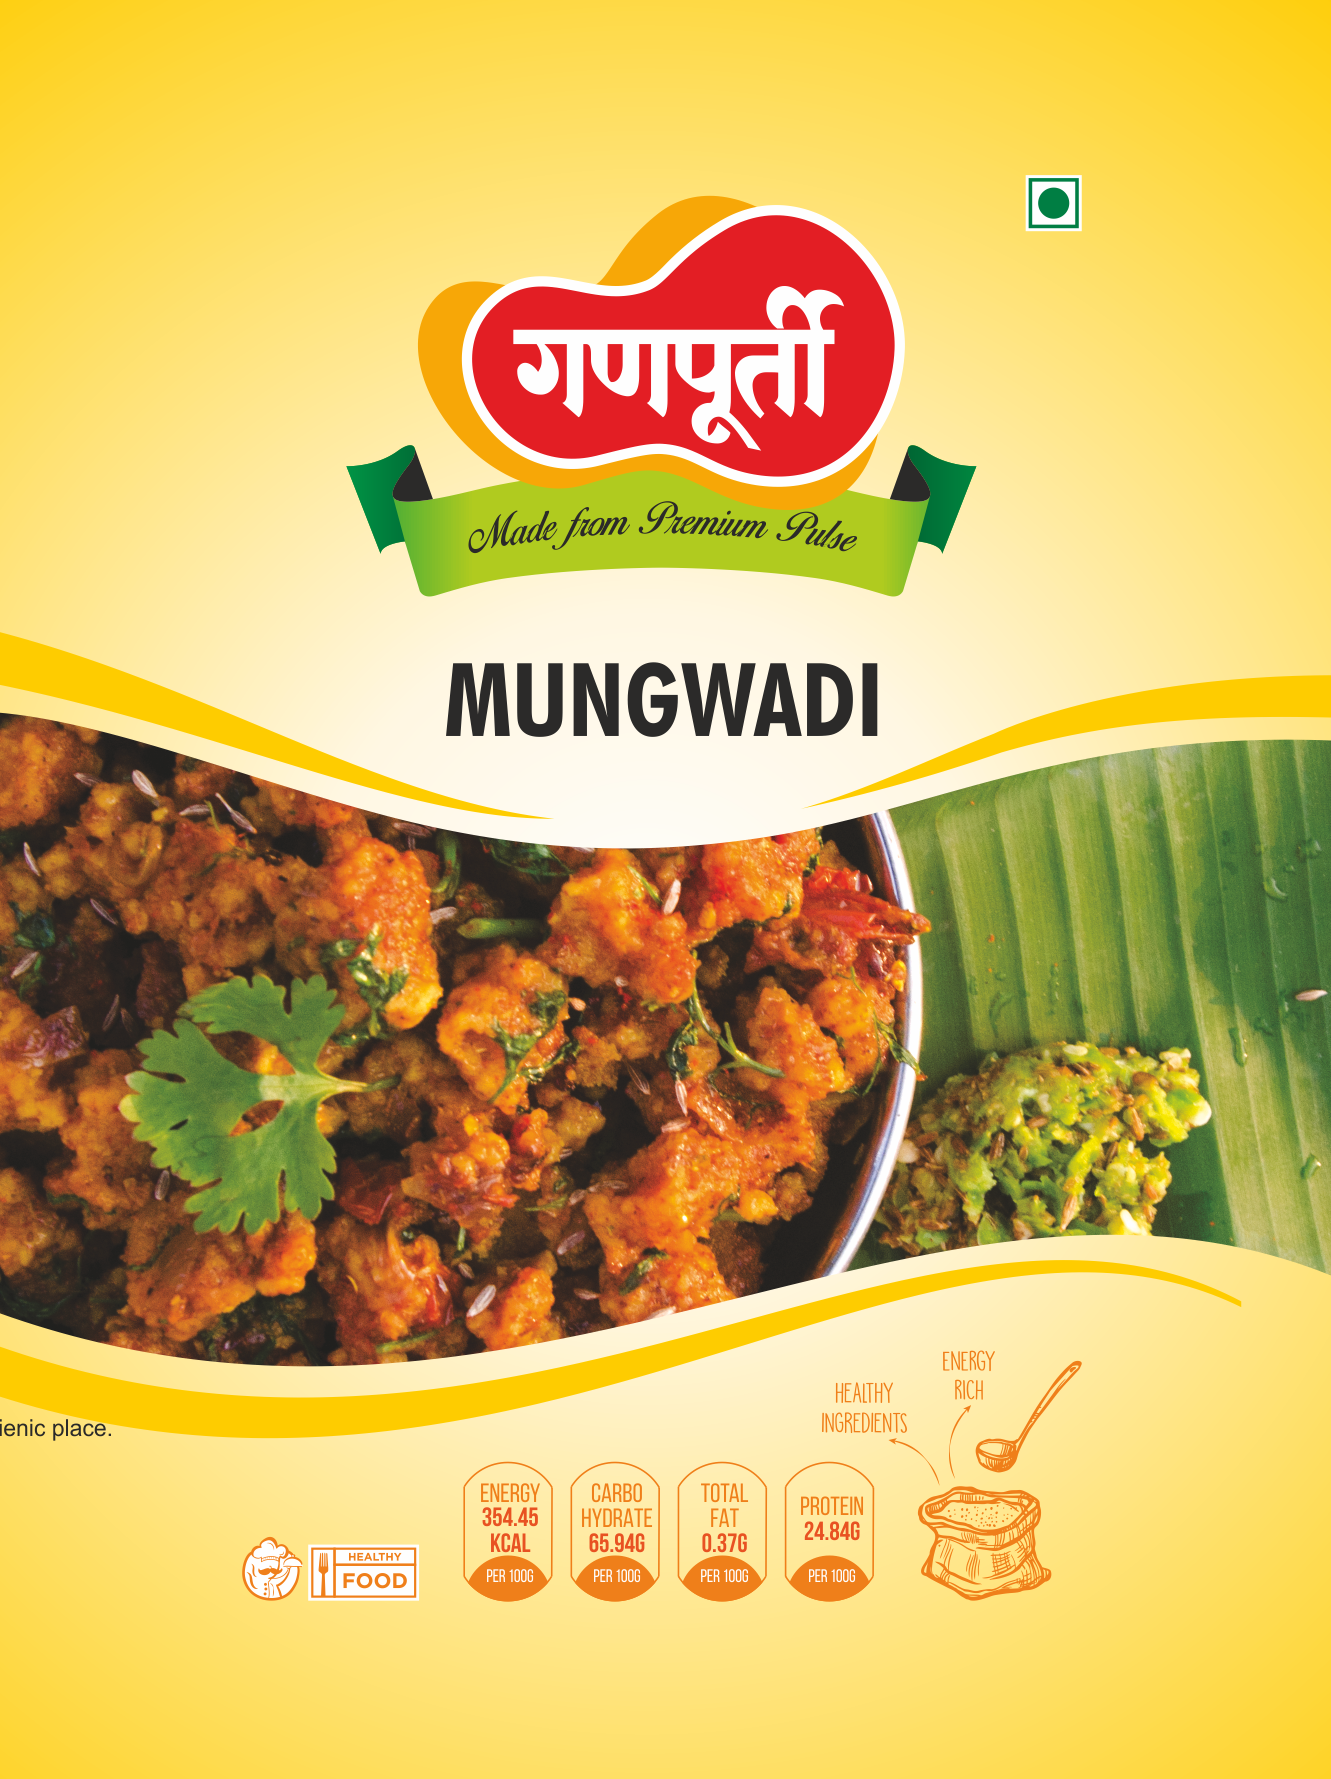 गणपूर्ती
Made from Premium Pulse
MUNGWADI
ienic place.
ENERGY
RICH
HEALTHY
INGREDIENTS
ENERGY
354.45
KCAL
PER 100G
CARBO
HYDRATE
65.94G
PER 100G
TOTAL
FAT
0.37G
PER 100G
PROTEIN
24.84G
PER 100G
HEALTHY
FOOD